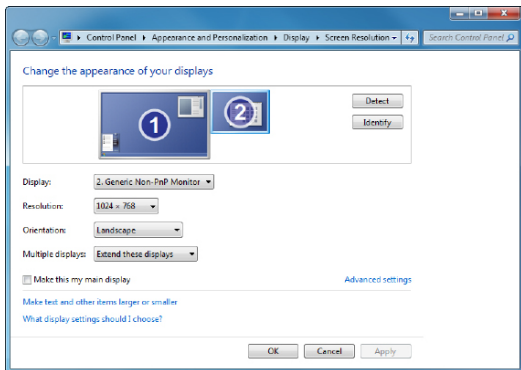 Control Panel ▸ Appearance and Personalization ▸ Display ▸ Screen Resolution
Search Control Panel
Change the appearance of your displays
1
2
Detect
Identify
Display: 2. Generic Non-PnP Monitor
Resolution: 1024 × 768
Orientation: Landscape
Multiple displays: Extend these displays
Make this my main display
Advanced settings
Make text and other items larger or smaller
What display settings should I choose?
OK Cancel Apply